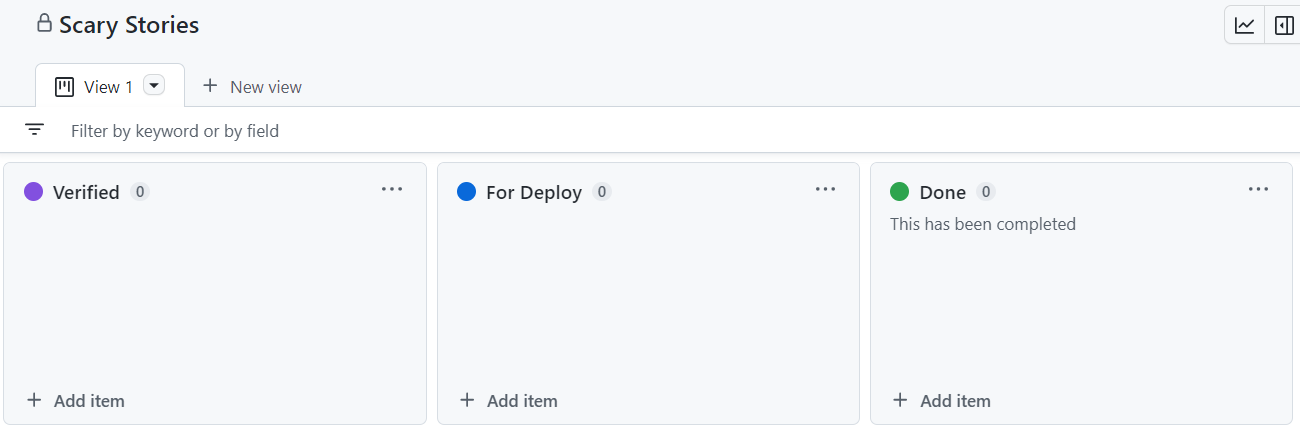 Scary Stories
View 1
New view
Filter by keyword or by field
Verified 0
For Deploy 0
Done 0
This has been completed
Add item
Add item
Add item